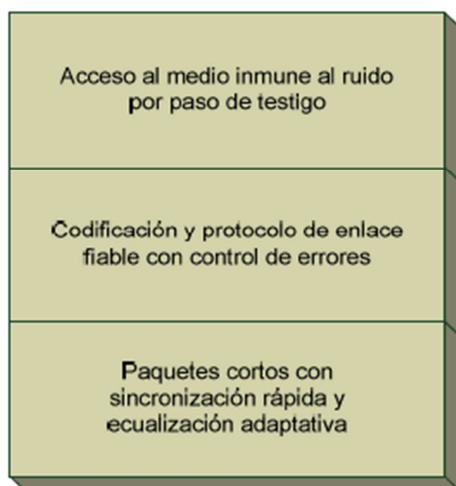 Acceso al medio inmune al ruido
por paso de testigo
Codificación y protocolo de enlace
fiable con control de errores
Paquetes cortos con
sincronización rápida y
ecualización adaptativa